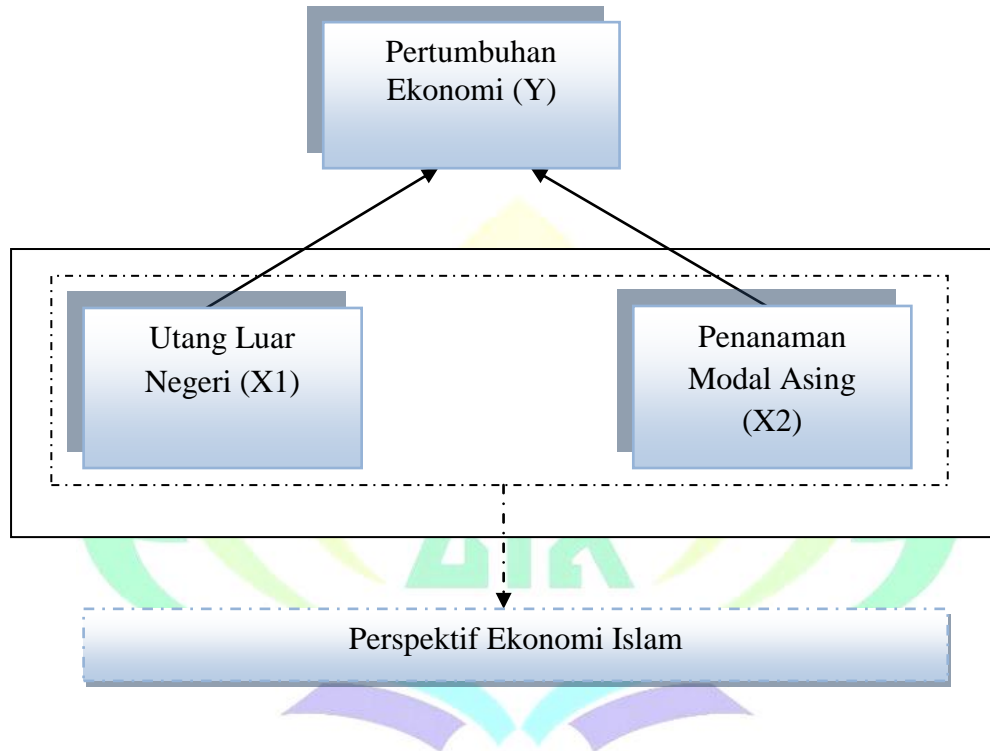 Pertumbuhan
Ekonomi (Y)
Utang Luar
Negeri (X1)
Penanaman
Modal Asing
(X2)
Perspektif Ekonomi Islam